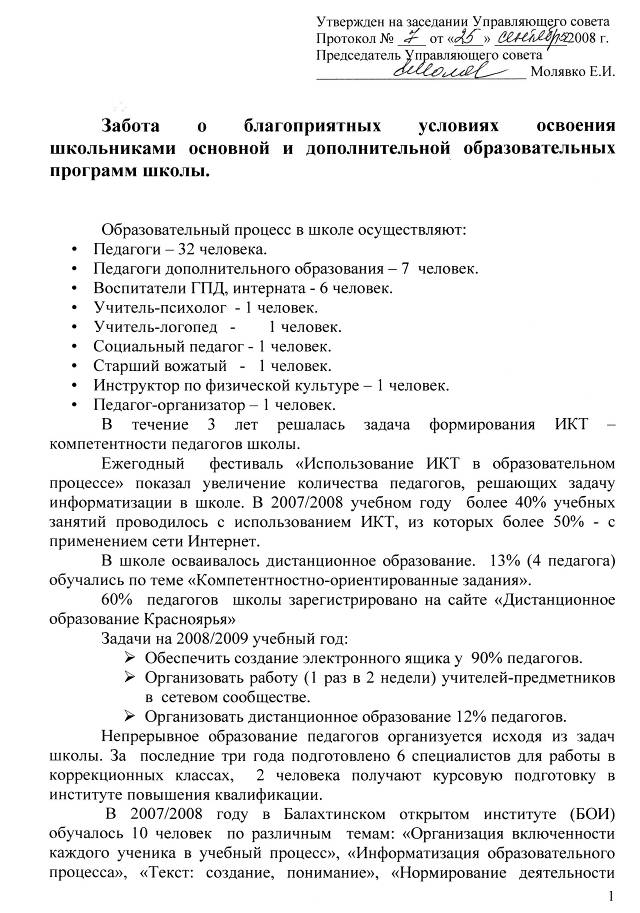 Утвержден на заседании Управляющего совета
Протокол № 7 от «25» сентября 2008 г.
Председатель Управляющего совета
Молявко Е.И.
Забота о благоприятных условиях освоения
школьниками основной и дополнительной образовательных
программ школы.
Образовательный процесс в школе осуществляют:
• Педагоги – 32 человека.
• Педагоги дополнительного образования – 7 человек.
• Воспитатели ГПД, интерната - 6 человек.
• Учитель-психолог - 1 человек.
• Учитель-логопед - 1 человек.
• Социальный педагог - 1 человек.
• Старший вожатый - 1 человек.
• Инструктор по физической культуре – 1 человек.
• Педагог-организатор – 1 человек.
В течение 3 лет решалась задача формирования ИКТ –
компетентности педагогов школы.
Ежегодный фестиваль «Использование ИКТ в образовательном
процессе» показал увеличение количества педагогов, решающих задачу
информатизации в школе. В 2007/2008 учебном году более 40% учебных
занятий проводилось с использованием ИКТ, из которых более 50% - с
применением сети Интернет.
В школе осваивалось дистанционное образование. 13% (4 педагога)
обучались по теме «Компетентностно-ориентированные задания».
60% педагогов школы зарегистрировано на сайте «Дистанционное
образование Красноярья»
Задачи на 2008/2009 учебный год:
➢ Обеспечить создание электронного ящика у 90% педагогов.
➢ Организовать работу (1 раз в 2 недели) учителей-предметников
в сетевом сообществе.
➢ Организовать дистанционное образование 12% педагогов.
Непрерывное образование педагогов организуется исходя из задач
школы. За последние три года подготовлено 6 специалистов для работы в
коррекционных классах, 2 человека получают курсовую подготовку в
институте повышения квалификации.
В 2007/2008 году в Балахтинском открытом институте (БОИ)
обучалось 10 человек по различным темам: «Организация включенности
каждого ученика в учебный процесс», «Информатизация образовательного
процесса», «Текст: создание, понимание», «Нормирование деятельности
1